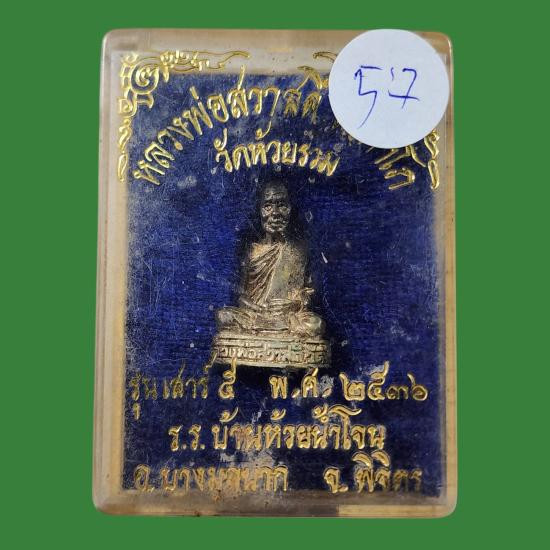 หลวงพ่อสวาสดิ์
วัดห้วยรวม
57
หลวงพ่อสวาสดิ์
รุ่นเสาร์ ๕ พ.ศ. ๒๕๓๖
ร.ร. บ้านห้วยน้ำโจน
อ. บางมูลนาก จ. พิจิตร